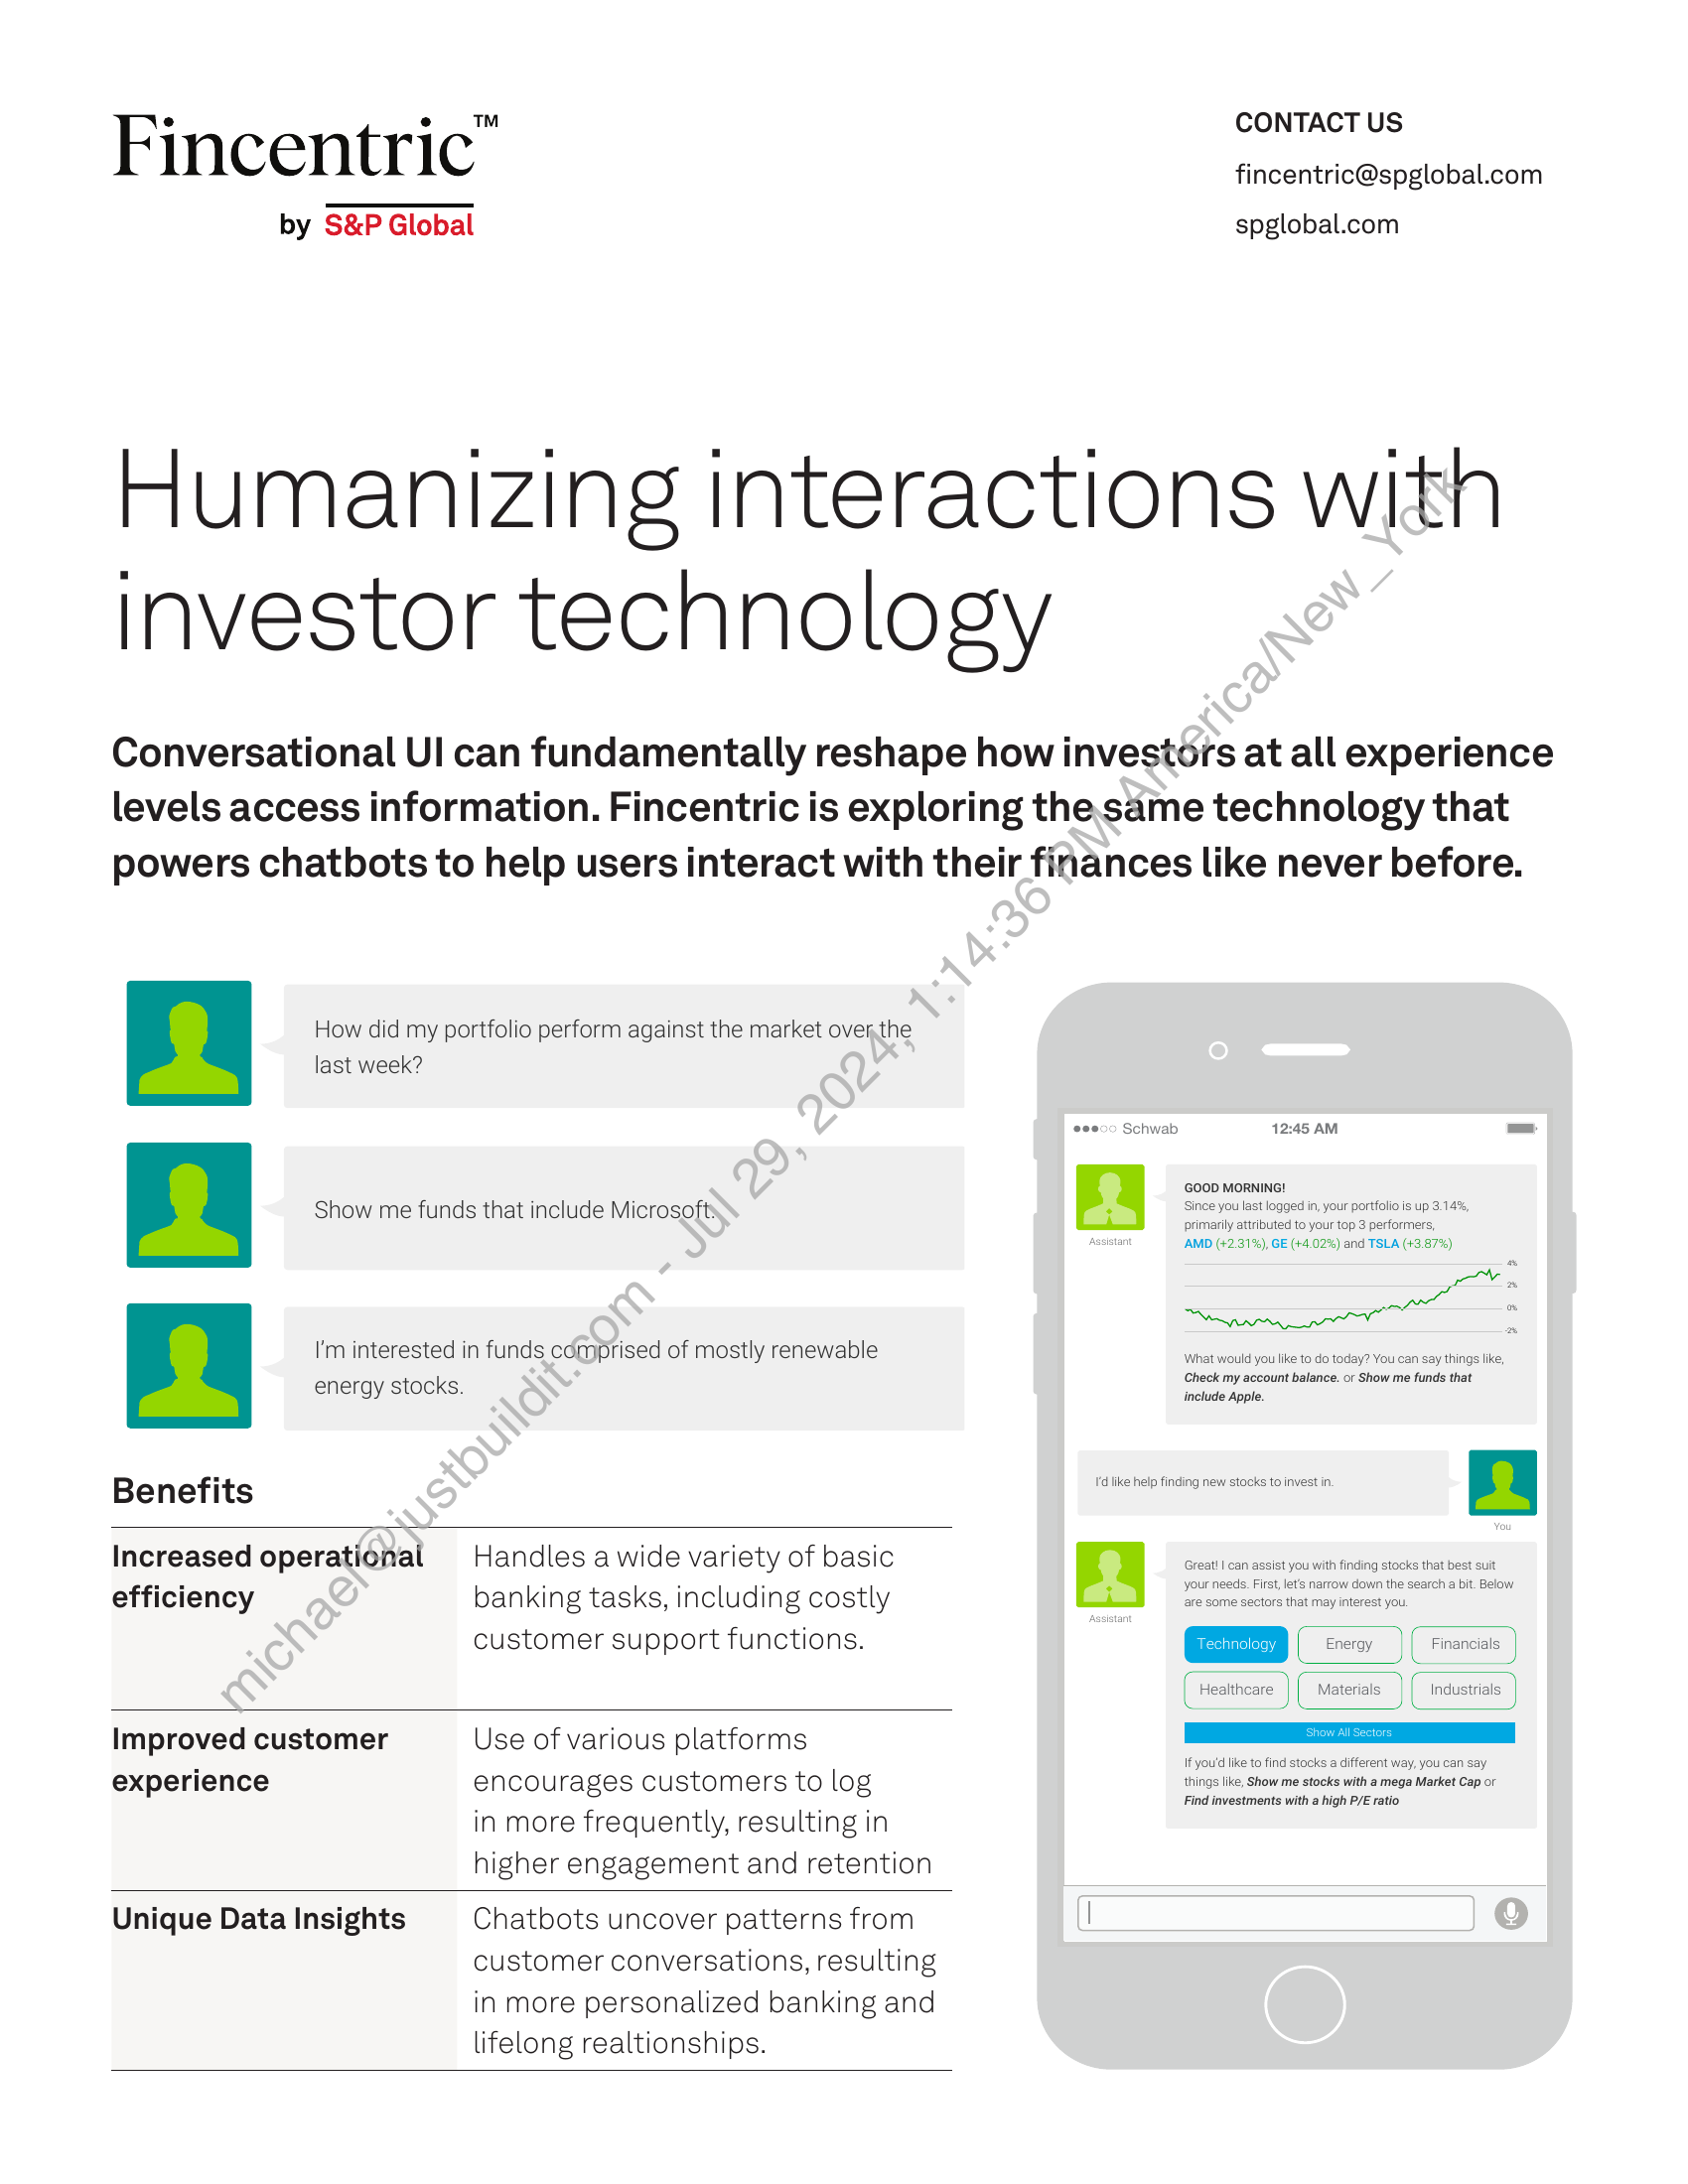 Fincentric™
by S&P Global
CONTACT US
fincentric@spglobal.com
spglobal.com
Humanizing interactions with
investor technology
Conversational UI can fundamentally reshape how investors at all experience
levels access information. Fincentric is exploring the same technology that
powers chatbots to help users interact with their finances like never before.
How did my portfolio perform against the market over the
last week?
Show me funds that include Microsoft.
I'm interested in funds comprised of mostly renewable
energy stocks.
Benefits
Increased operational
efficiency
Handles a wide variety of basic
banking tasks, including costly
customer support functions.
Improved customer
experience
Use of various platforms
encourages customers to log
in more frequently, resulting in
higher engagement and retention
Unique Data Insights
Chatbots uncover patterns from
customer conversations, resulting
in more personalized banking and
lifelong realtionships.
Schwab
12:45 AM
Assistant
GOOD MORNING!
Since you last logged in, your portfolio is up 3.14%,
primarily attributed to your top 3 performers,
AMD (+2.31%), GE (+4.02%) and TSLA (+3.87%)
4%
2%
0%
-2%
What would you like to do today? You can say things like,
Check my account balance. or Show me funds that
include Apple.
I'd like help finding new stocks to invest in.
You
Assistant
Great! I can assist you with finding stocks that best suit
your needs. First, let's narrow down the search a bit. Below
are some sectors that may interest you.
Technology Energy Financials
Healthcare Materials Industrials
Show All Sectors
If you'd like to find stocks a different way, you can say
things like, Show me stocks with a mega Market Cap or
Find investments with a high P/E ratio
michael@justbuildit.com - Jul 29, 2024, 1:14:36 PM America/New_York